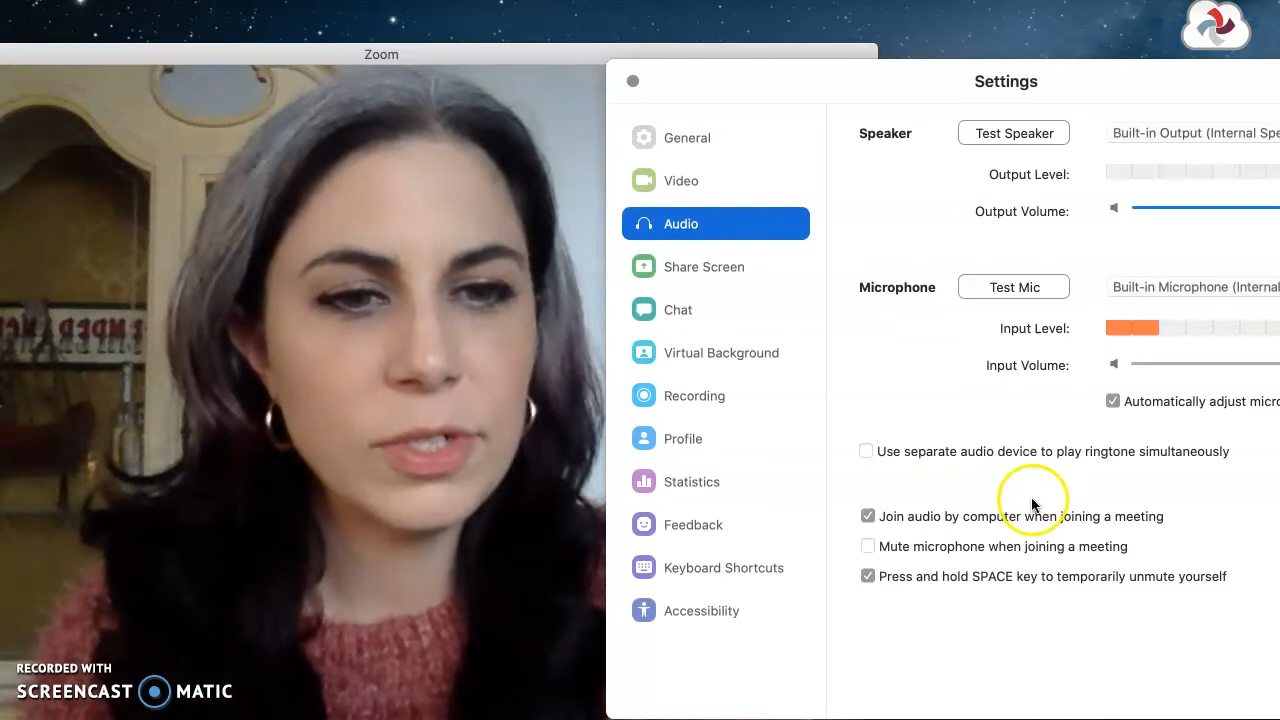 Zoom
Settings
General
Video
Audio
Share Screen
Chat
Virtual Background
Recording
Profile
Statistics
Feedback
Keyboard Shortcuts
Accessibility
Speaker
Test Speaker
Built-in Output (Internal Spe
Output Level:
Output Volume:
Microphone
Test Mic
Built-in Microphone (Internal
Input Level:
Input Volume:
Automatically adjust micro
Use separate audio device to play ringtone simultaneously
Join audio by computer when joining a meeting
Mute microphone when joining a meeting
Press and hold SPACE key to temporarily unmute yourself
RECORDED WITH
SCREENCAST MATIC